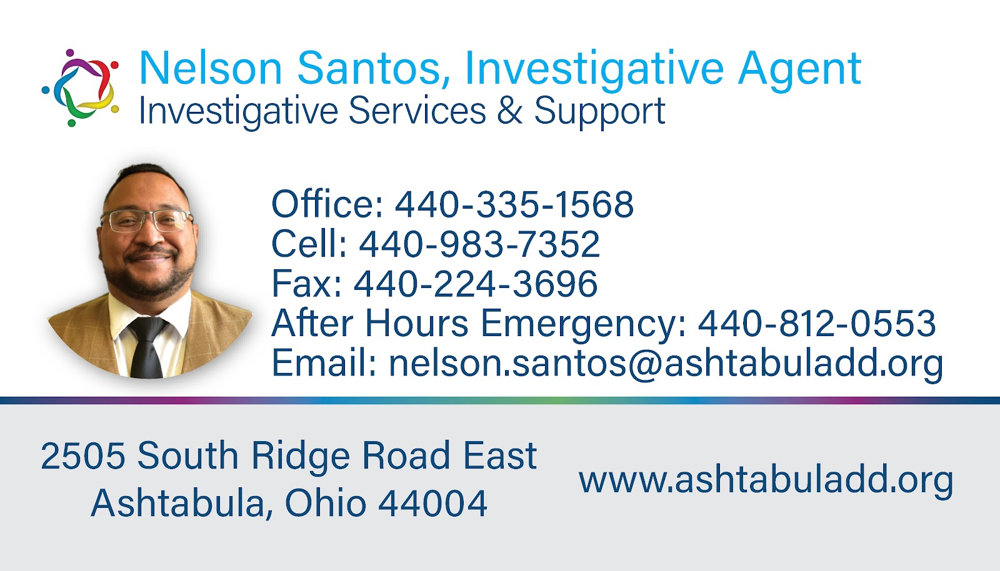 Nelson Santos, Investigative Agent
Investigative Services & Support
Office: 440-335-1568
Cell: 440-983-7352
Fax: 440-224-3696
After Hours Emergency: 440-812-0553
Email: nelson.santos@ashtabuladd.org
2505 South Ridge Road East
Ashtabula, Ohio 44004
www.ashtabuladd.org